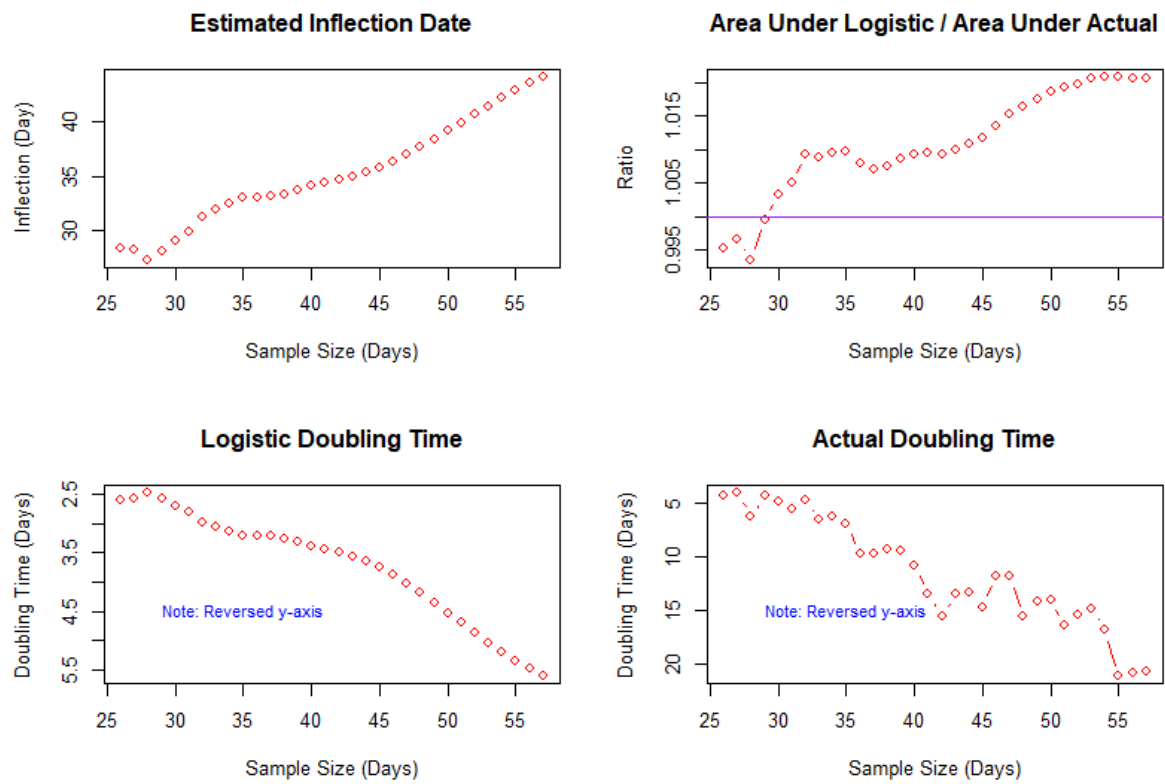 Estimated Inflection Date
Inflection (Day)
40
35
30
25 30 35 40 45 50 55
Sample Size (Days)
Area Under Logistic / Area Under Actual
Ratio
1.015
1.005
0.995
25 30 35 40 45 50 55
Sample Size (Days)
Logistic Doubling Time
Doubling Time (Days)
2.5
3.5
4.5
5.5
Note: Reversed y-axis
25 30 35 40 45 50 55
Sample Size (Days)
Actual Doubling Time
Doubling Time (Days)
5
10
15
20
Note: Reversed y-axis
25 30 35 40 45 50 55
Sample Size (Days)